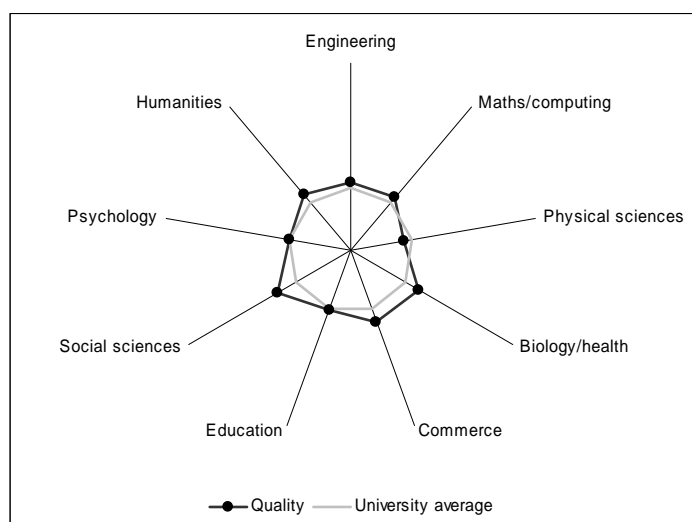 Engineering
Humanities
Maths/computing
Psychology
Physical sciences
Social sciences
Biology/health
Education
Commerce
Quality
University average